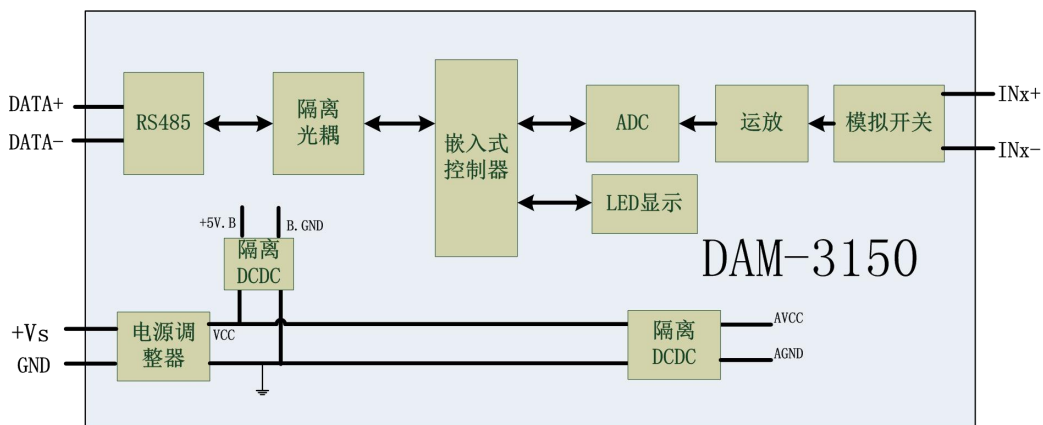 DATA+
DATA-
RS485
隔离
光耦
嵌入式
控制器
ADC
运放
模拟开关
INx+
INx-
LED显示
+5V.B
B.GND
隔离
DCDC
DAM-3150
+Vs
GND
电源调
整器
VCC
隔离
DCDC
AVCC
AGND